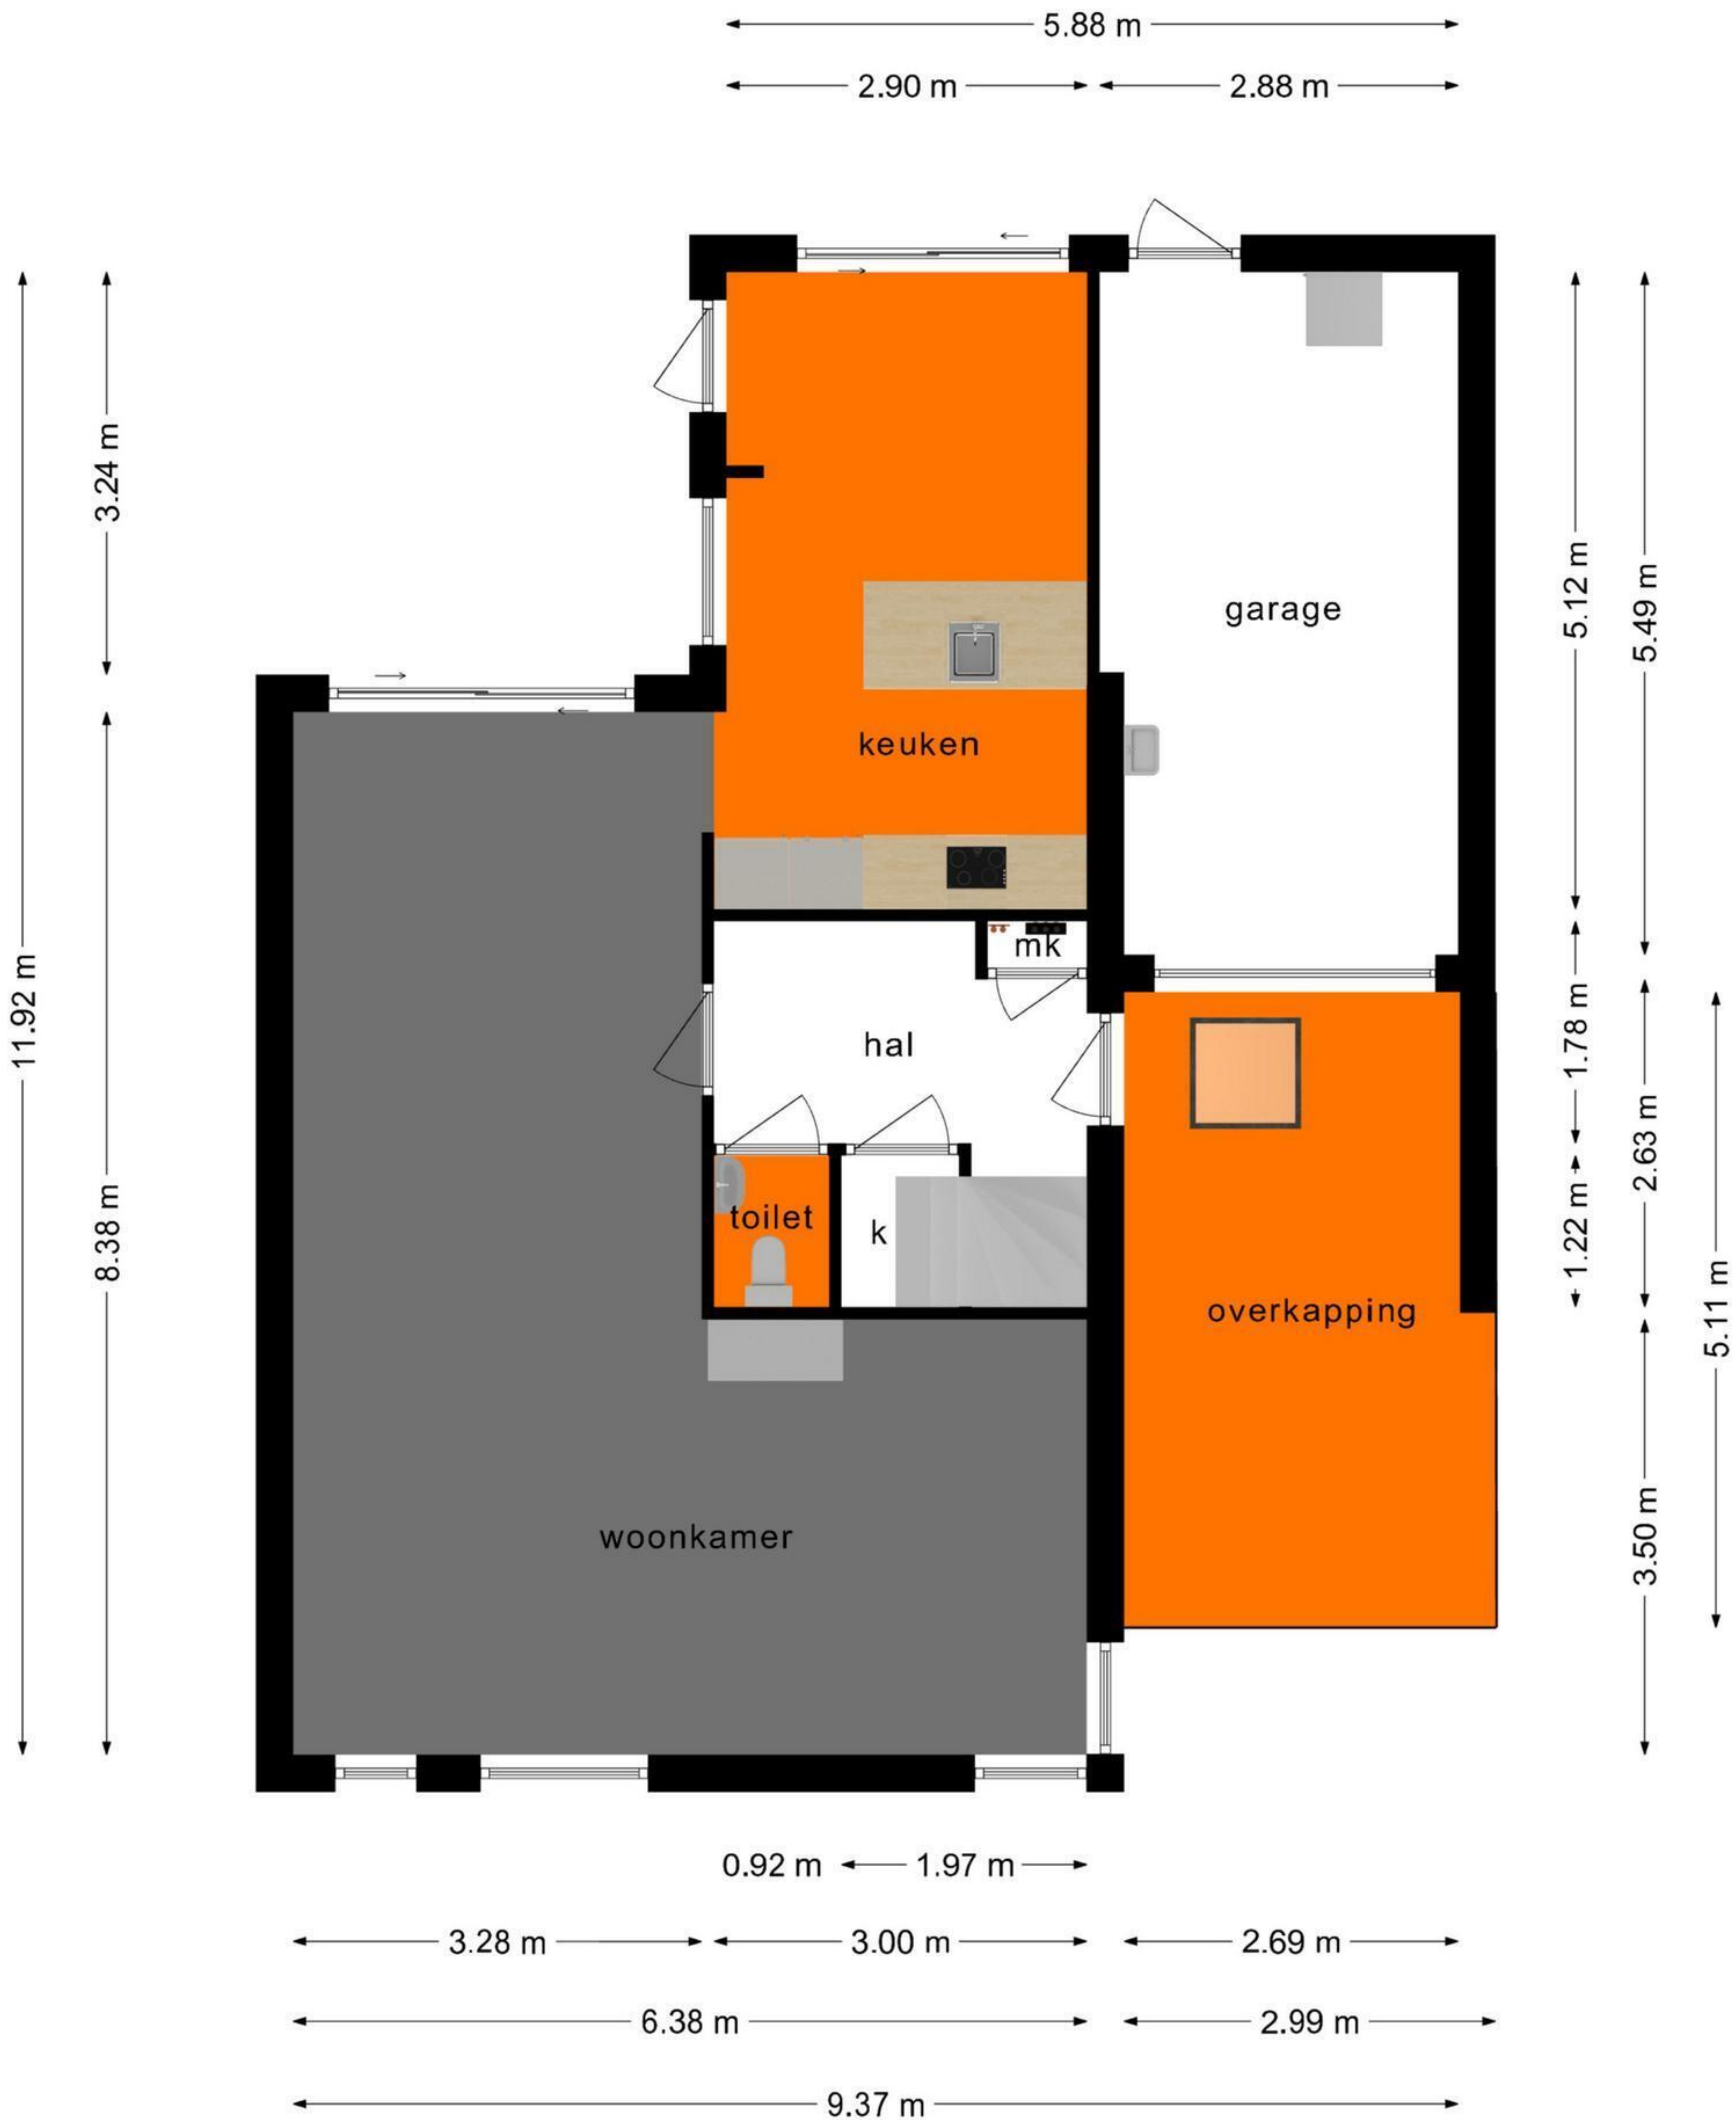 5.88 m
2.90 m
2.88 m
3.24 m
5.12 m
5.49 m
garage
keuken
mk
11.92 m
1.78 m
hal
2.63 m
8.38 m
toilet
k
1.22 m
overkapping
5.11 m
woonkamer
3.50 m
0.92 m
1.97 m
3.28 m
3.00 m
2.69 m
6.38 m
2.99 m
9.37 m